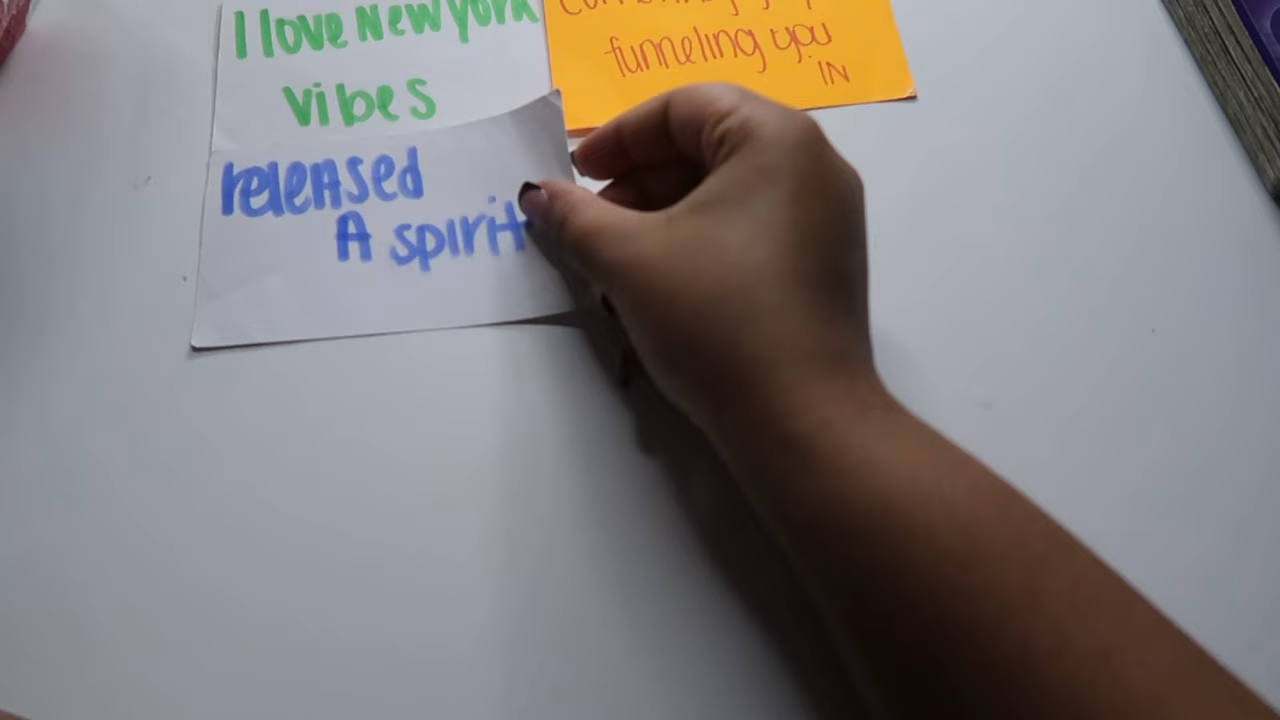 I love New york
vibes
funneling you
IN
released
A spirit